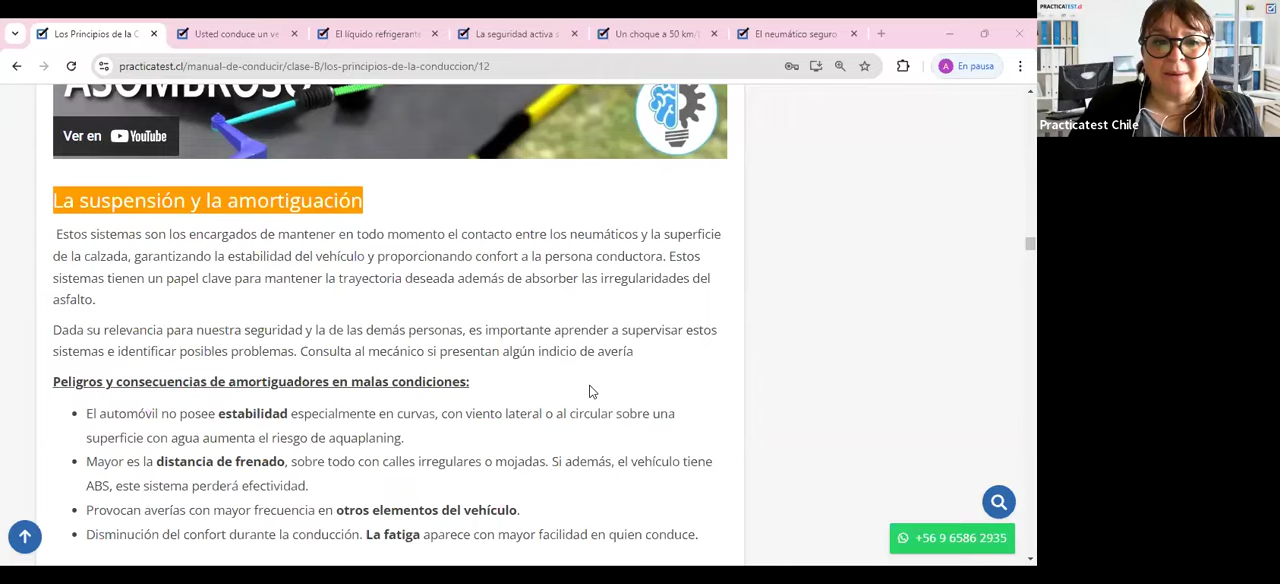 Los Principios de la C
Usted conduce un ve
El líquido refrigerante
La seguridad activa
Un choque a 50 km/
El neumático seguro
practicatest.cl/manual-de-conducir/clase-B/los-principios-de-la-conduccion/12
A
En pausa
PRACTICATEST.cl
Practicatest Chile
ASOMBROSO
Ver en YouTube
La suspensión y la amortiguación
Estos sistemas son los encargados de mantener en todo momento el contacto entre los neumáticos y la superficie
de la calzada, garantizando la estabilidad del vehículo y proporcionando confort a la persona conductora. Estos
sistemas tienen un papel clave para mantener la trayectoria deseada además de absorber las irregularidades del
asfalto.
Dada su relevancia para nuestra seguridad y la de las demás personas, es importante aprender a supervisar estos
sistemas e identificar posibles problemas. Consulta al mecánico si presentan algún indicio de avería
Peligros y consecuencias de amortiguadores en malas condiciones:
• El automóvil no posee estabilidad especialmente en curvas, con viento lateral o al circular sobre una
superficie con agua aumenta el riesgo de aquaplaning.
• Mayor es la distancia de frenado, sobre todo con calles irregulares o mojadas. Si además, el vehículo tiene
ABS, este sistema perderá efectividad.
• Provocan averías con mayor frecuencia en otros elementos del vehículo.
• Disminución del confort durante la conducción. La fatiga aparece con mayor facilidad en quien conduce.
+56 9 6586 2935